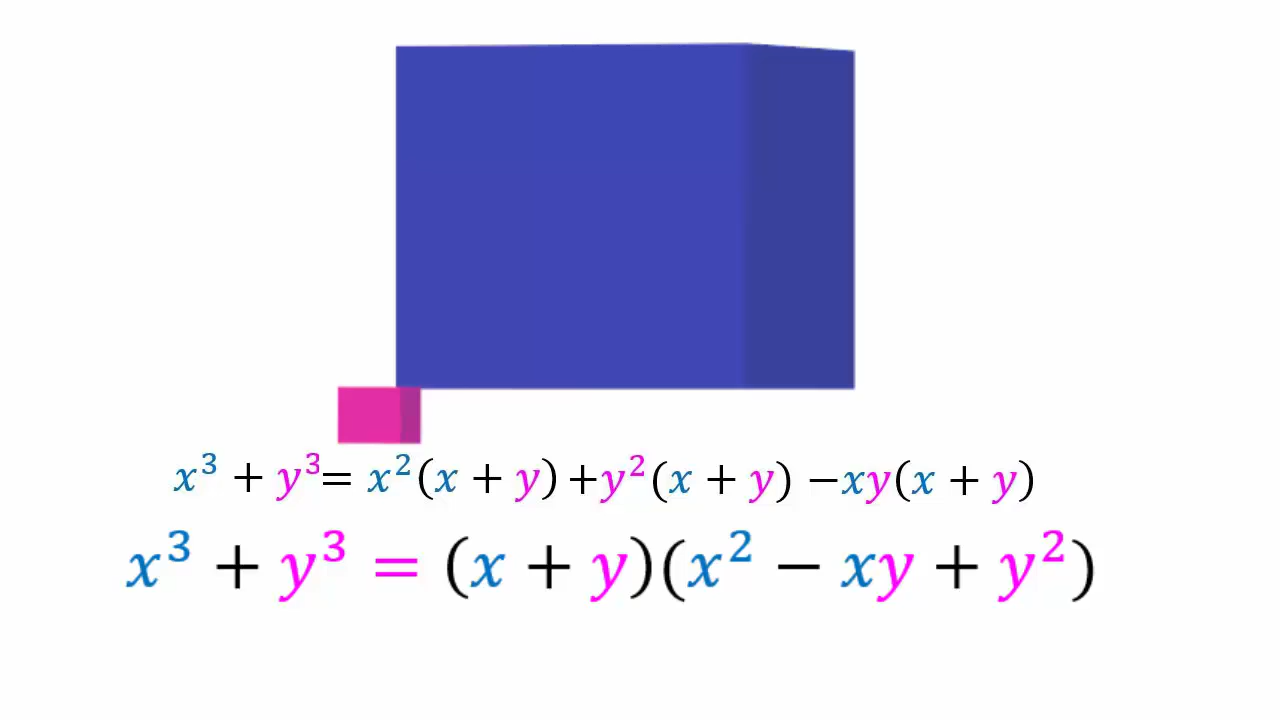 x³ + y³= x²(x + y) +y²(x + y) −xy(x + y)
x³ + y³ = (x + y)(x² − xy + y²)